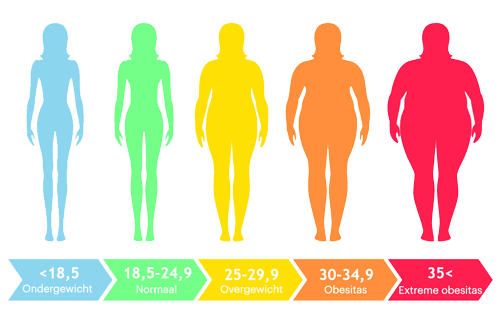 <18,5
Ondergewicht
18,5-24,9
Normaal
25-29,9
Overgewicht
30-34,9
Obesitas
35<
Extreme obesitas